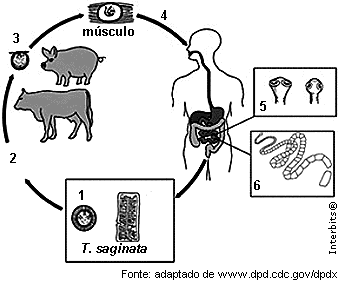 músculo
4
3
5
2
6
1
T. saginata
Interbits®
Fonte: adaptado de www.dpd.cdc.gov/dpdx